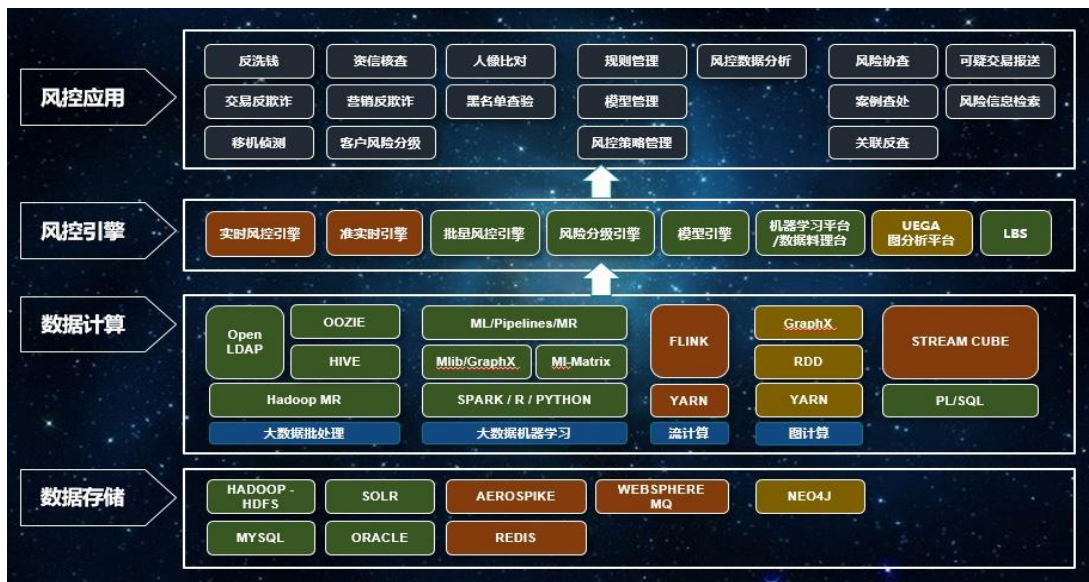 风控应用
反洗钱
资信核查
人像比对
规则管理
风控数据分析
风险协查
可疑交易报送
交易反欺诈
营销反欺诈
黑名单查验
模型管理
案例查处
风险信息检索
移机侦测
客户风险分级
风控策略管理
关联反查
风控引擎
实时风控引擎
准实时引擎
批量风控引擎
风险分级引擎
模型引擎
机器学习平台
/数据料理台
UEGA
图分析平台
LBS
数据计算
Open
LDAP
OOZIE
HIVE
Hadoop MR
大数据批处理
ML/Pipelines/MR
Mlib/GraphX
MI-Matrix
SPARK / R / PYTHON
大数据机器学习
FLINK
YARN
流计算
GraphX
RDD
YARN
图计算
STREAM CUBE
PL/SQL
数据存储
HADOOP -
HDFS
SOLR
AEROSPIKE
WEBSPHERE
MQ
NEO4J
MYSQL
ORACLE
REDIS